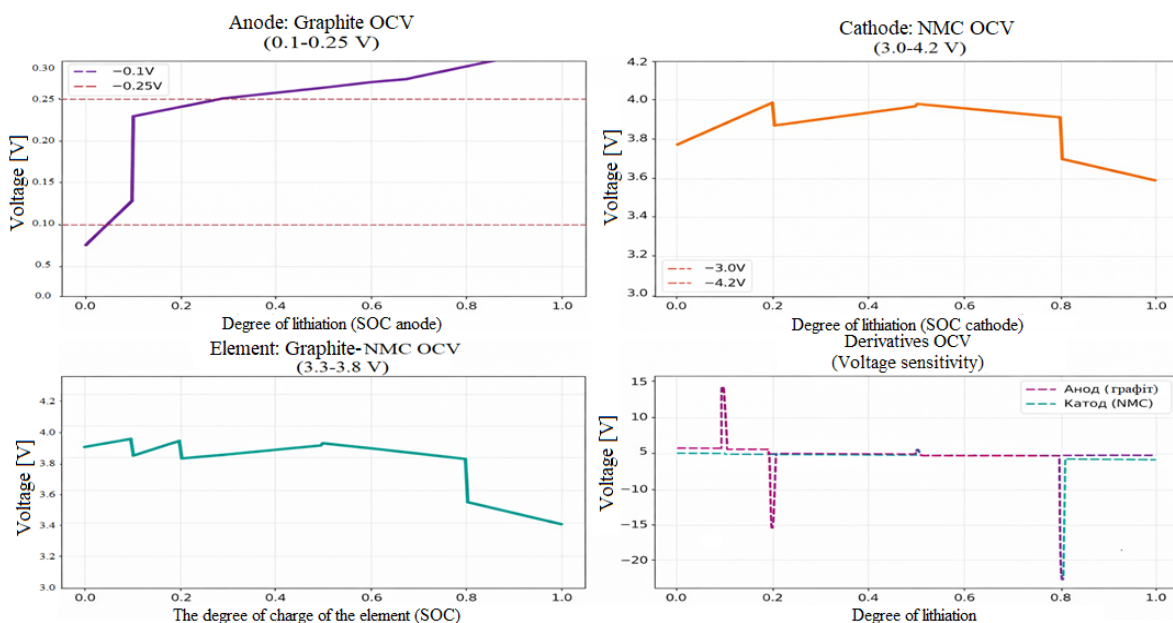 Anode: Graphite OCV
(0.1-0.25 V)
Voltage [V]
0.30
0.25
0.20
0.15
0.10
0.5
0.0
−0.1V
−0.25V
0.0 0.2 0.4 0.6 0.8 1.0
Degree of lithiation (SOC anode)
Cathode: NMC OCV
(3.0-4.2 V)
Voltage [V]
4.2
4.0
3.8
3.6
3.4
3.2
3.0
−3.0V
−4.2V
0.0 0.2 0.4 0.6 0.8 1.0
Degree of lithiation (SOC cathode)
Element: Graphite-NMC OCV
(3.3-3.8 V)
Voltage [V]
4.2
4.0
3.8
3.4
3.2
3.0
0.0 0.2 0.4 0.6 0.8 1.0
The degree of charge of the element (SOC)
Derivatives OCV
(Voltage sensitivity)
Voltage [V]
15
10
5
−10
−15
−20
Анод (графіт)
Катод (NMC)
0.0 0.2 0.4 0.6 0.8 1.0
Degree of lithiation